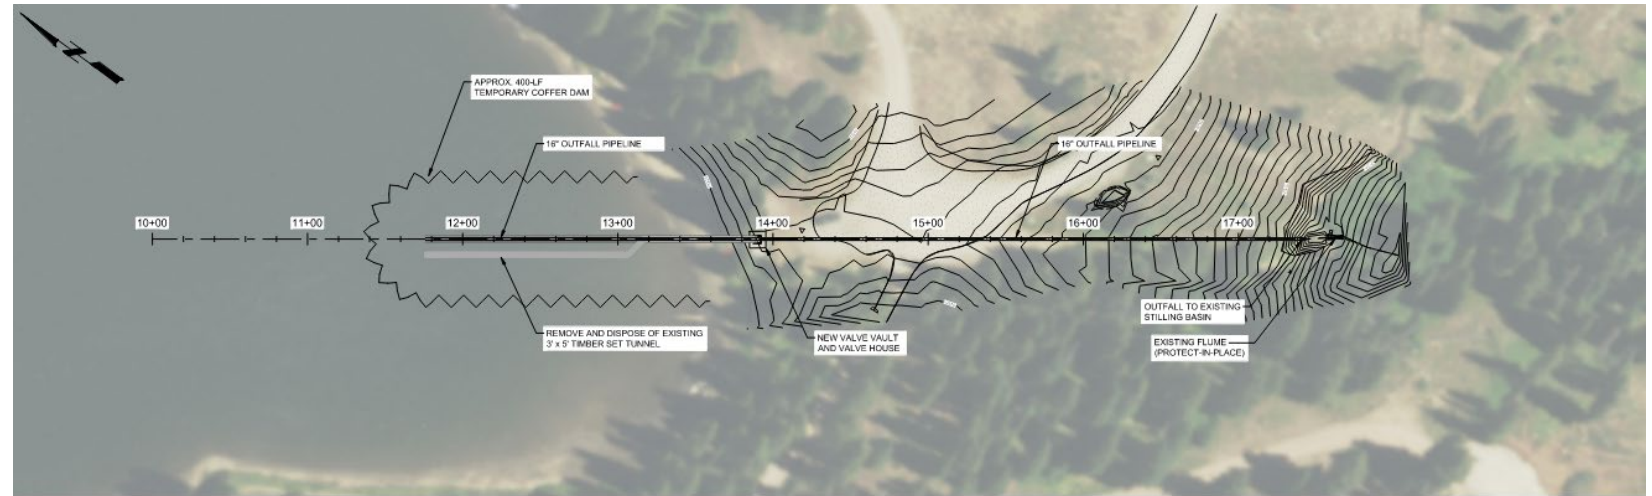 N
APPROX. 400-LF
TEMPORARY COFFER DAM
16" OUTFALL PIPELINE
16" OUTFALL PIPELINE
10+00
11+00
12+00
13+00
14+00
15+00
16+00
17+00
REMOVE AND DISPOSE OF EXISTING
3' x 5' TIMBER SET TUNNEL
NEW VALVE VAULT
AND VALVE HOUSE
OUTFALL TO EXISTING
STILLING BASIN
EXISTING FLUME
(PROTECT-IN-PLACE)